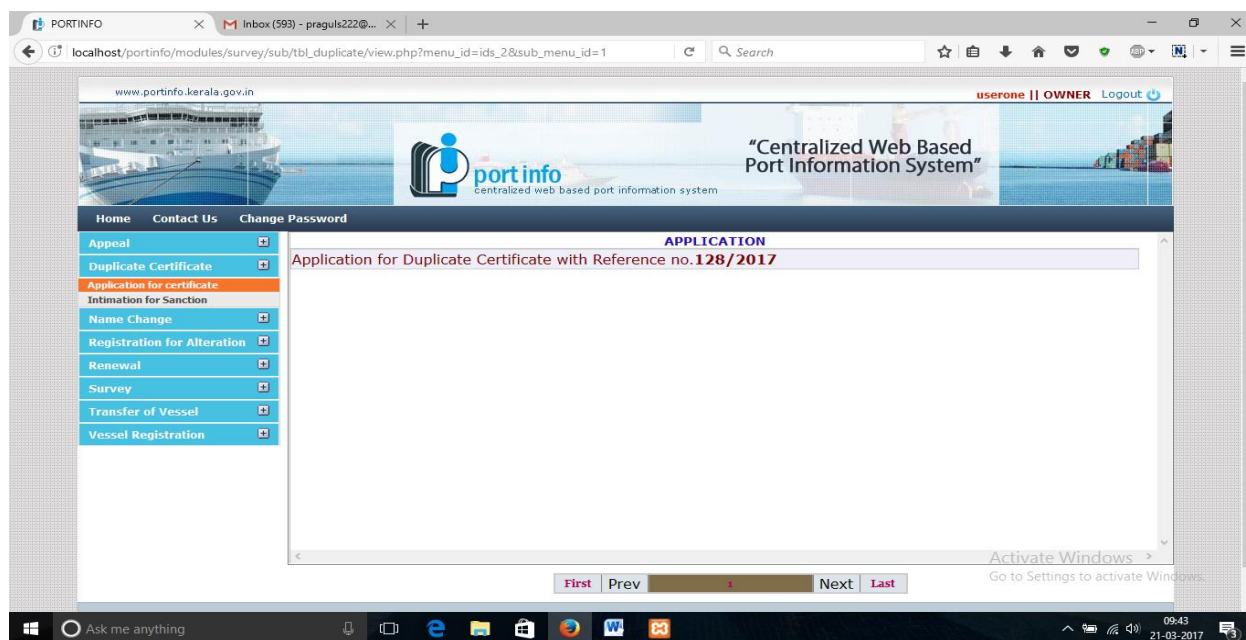 PORTINFO
Inbox (593) - praguls222@...
localhost/portinfo/modules/survey/sub/tbl_duplicate/view.php?menu_id=ids_2&sub_menu_id=1
Search
www.portinfo.kerala.gov.in
userone || OWNER Logout
port info
centralized web based port information system
"Centralized Web Based
Port Information System"
Home Contact Us Change Password
Appeal
Duplicate Certificate
Application for certificate
Intimation for Sanction
Name Change
Registration for Alteration
Renewal
Survey
Transfer of Vessel
Vessel Registration
APPLICATION
Application for Duplicate Certificate with Reference no.128/2017
First Prev 1 Next Last
Activate Windows
Go to Settings to activate Windows.
Ask me anything
09:43
21-03-2017